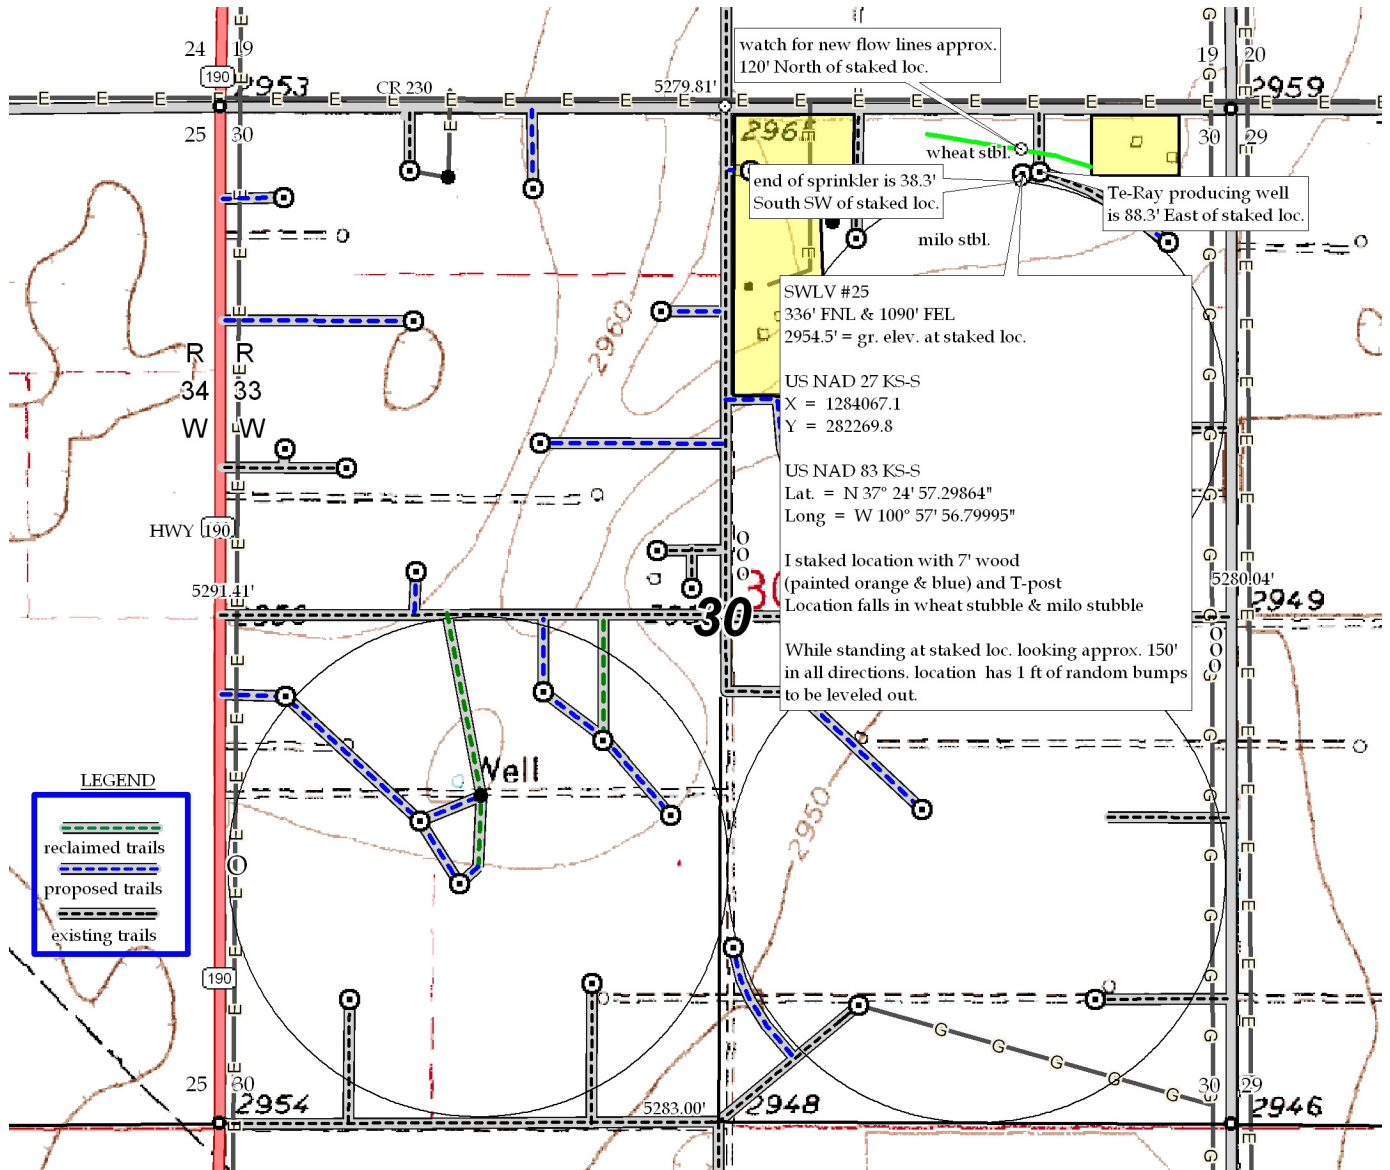 24
19
190
2953
CR 230
5279.81'
watch for new flow lines approx.
120' North of staked loc.
19
20
2959
E
G
25
30
30
29
wheat stbl.
end of sprinkler is 38.3'
South SW of staked loc.
Te-Ray producing well
is 88.3' East of staked loc.
milo stbl.
2960
R
R
34
33
W
W
SWLV #25
336' FNL & 1090' FEL
2954.5' = gr. elev. at staked loc.
US NAD 27 KS-S
X = 1284067.1
Y = 282269.8
US NAD 83 KS-S
Lat. = N 37° 24' 57.29864"
Long = W 100° 57' 56.79995"
I staked location with 7' wood
(painted orange & blue) and T-post
Location falls in wheat stubble & milo stubble
While standing at staked loc. looking approx. 150'
in all directions. location has 1 ft of random bumps
to be leveled out.
HWY 190
5291.41'
30
5280.04'
2949
Well
2950
LEGEND
reclaimed trails
proposed trails
existing trails
190
25
30
2954
5283.00'
2948
30
29
2946